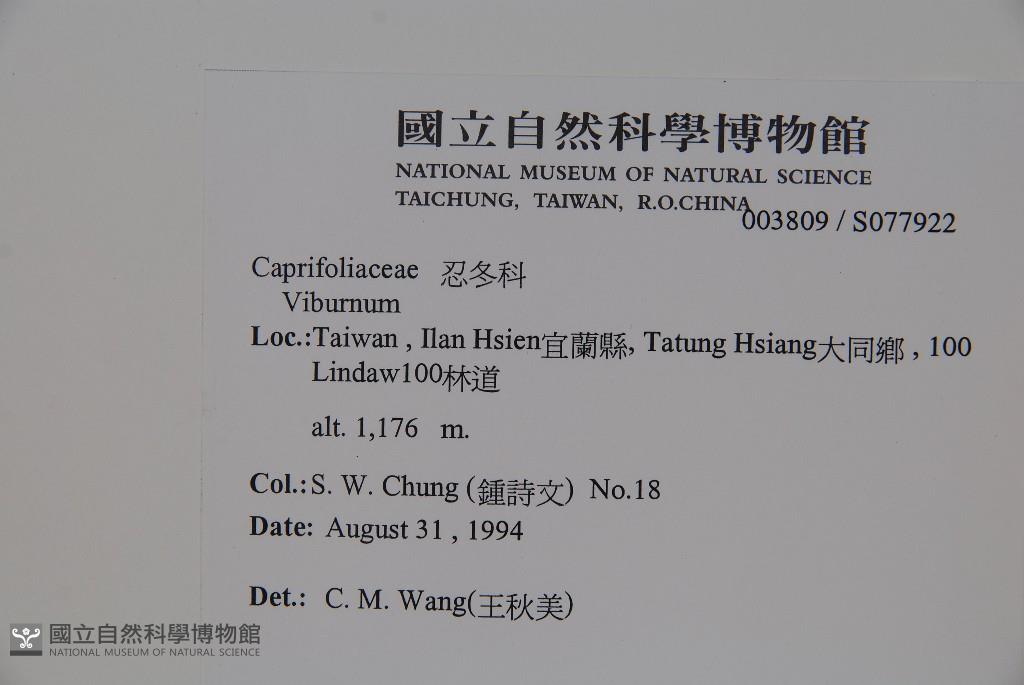 國立自然科學博物館
NATIONAL MUSEUM OF NATURAL SCIENCE
TAICHUNG, TAIWAN, R.O.CHINA
003809 / S077922
Caprifoliaceae 忍冬科
Viburnum
Loc.:Taiwan , Ilan Hsien宜蘭縣, Tatung Hsiang大同鄉 , 100
Lindaw100林道
alt. 1,176 m.
Col.:S. W. Chung (鍾詩文) No.18
Date: August 31 , 1994
Det.: C. M. Wang(王秋美)
國立自然科學博物館
NATIONAL MUSEUM OF NATURAL SCIENCE